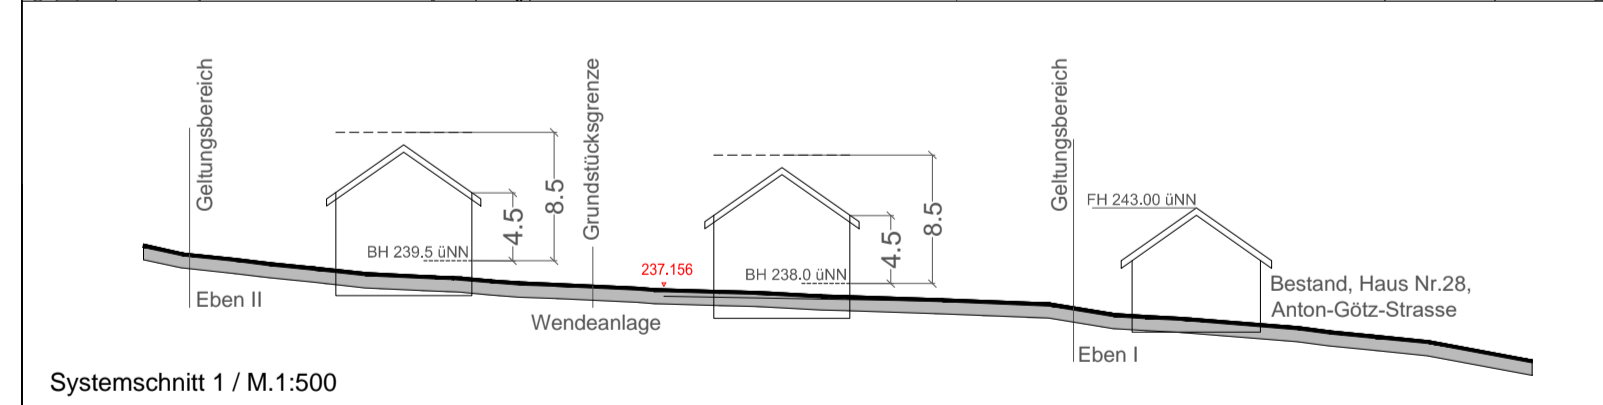 Geltungsbereich
Grundstücksgrenze
Geltungsbereich
8.5
4.5
BH 239.5 üNN
8.5
4.5
BH 238.0 üNN
237.156
FH 243.00 üNN
Bestand, Haus Nr.28,
Anton-Götz-Strasse
Eben II
Wendeanlage
Eben I
Systemschnitt 1 / M.1:500